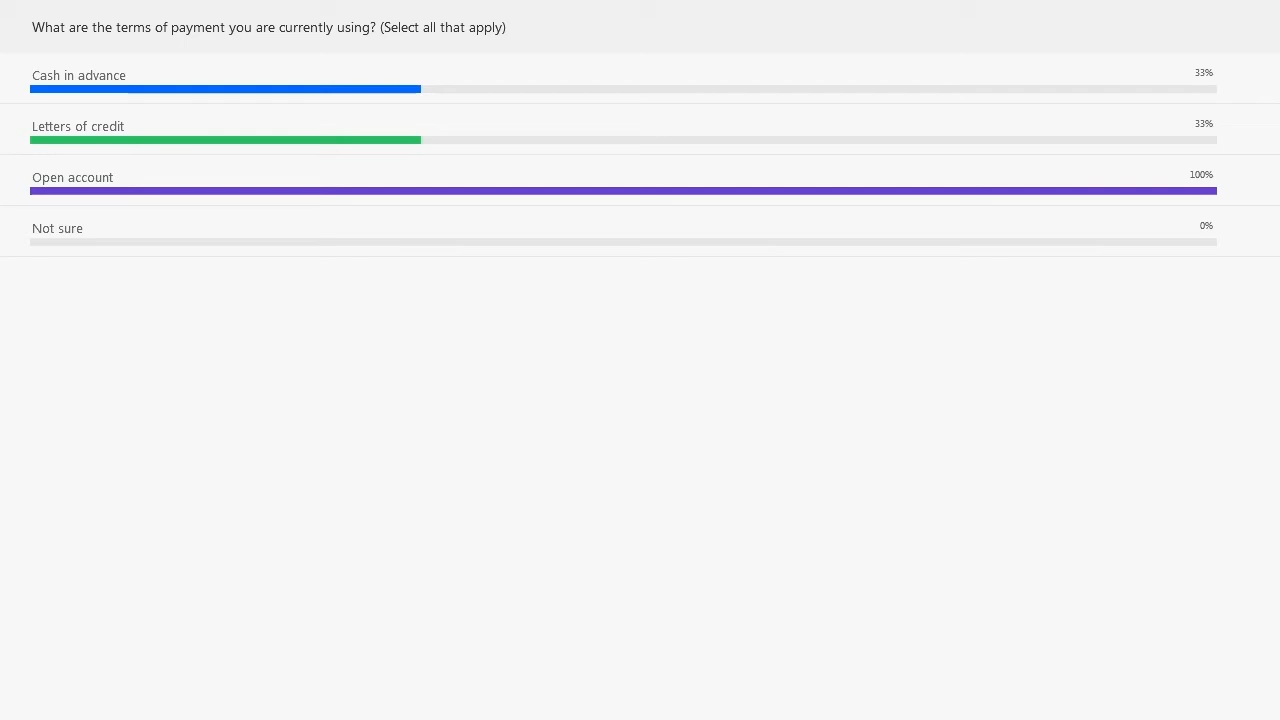 What are the terms of payment you are currently using? (Select all that apply)
Cash in advance 33%
Letters of credit 33%
Open account 100%
Not sure 0%